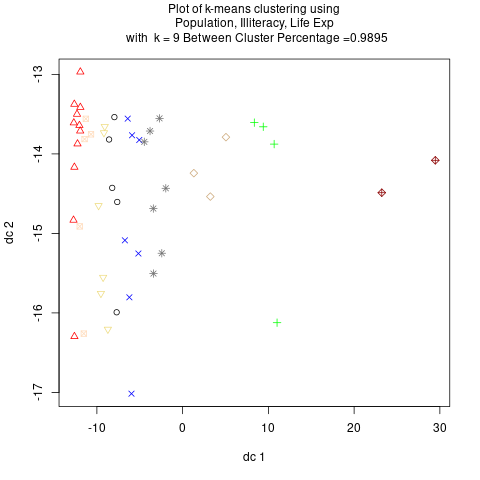 Plot of k-means clustering using
Population, Illiteracy, Life Exp
with  k = 9 Between Cluster Percentage =0.9895
-13
-14
-15
-16
-17
dc 2
-10 0 10 20 30
dc 1